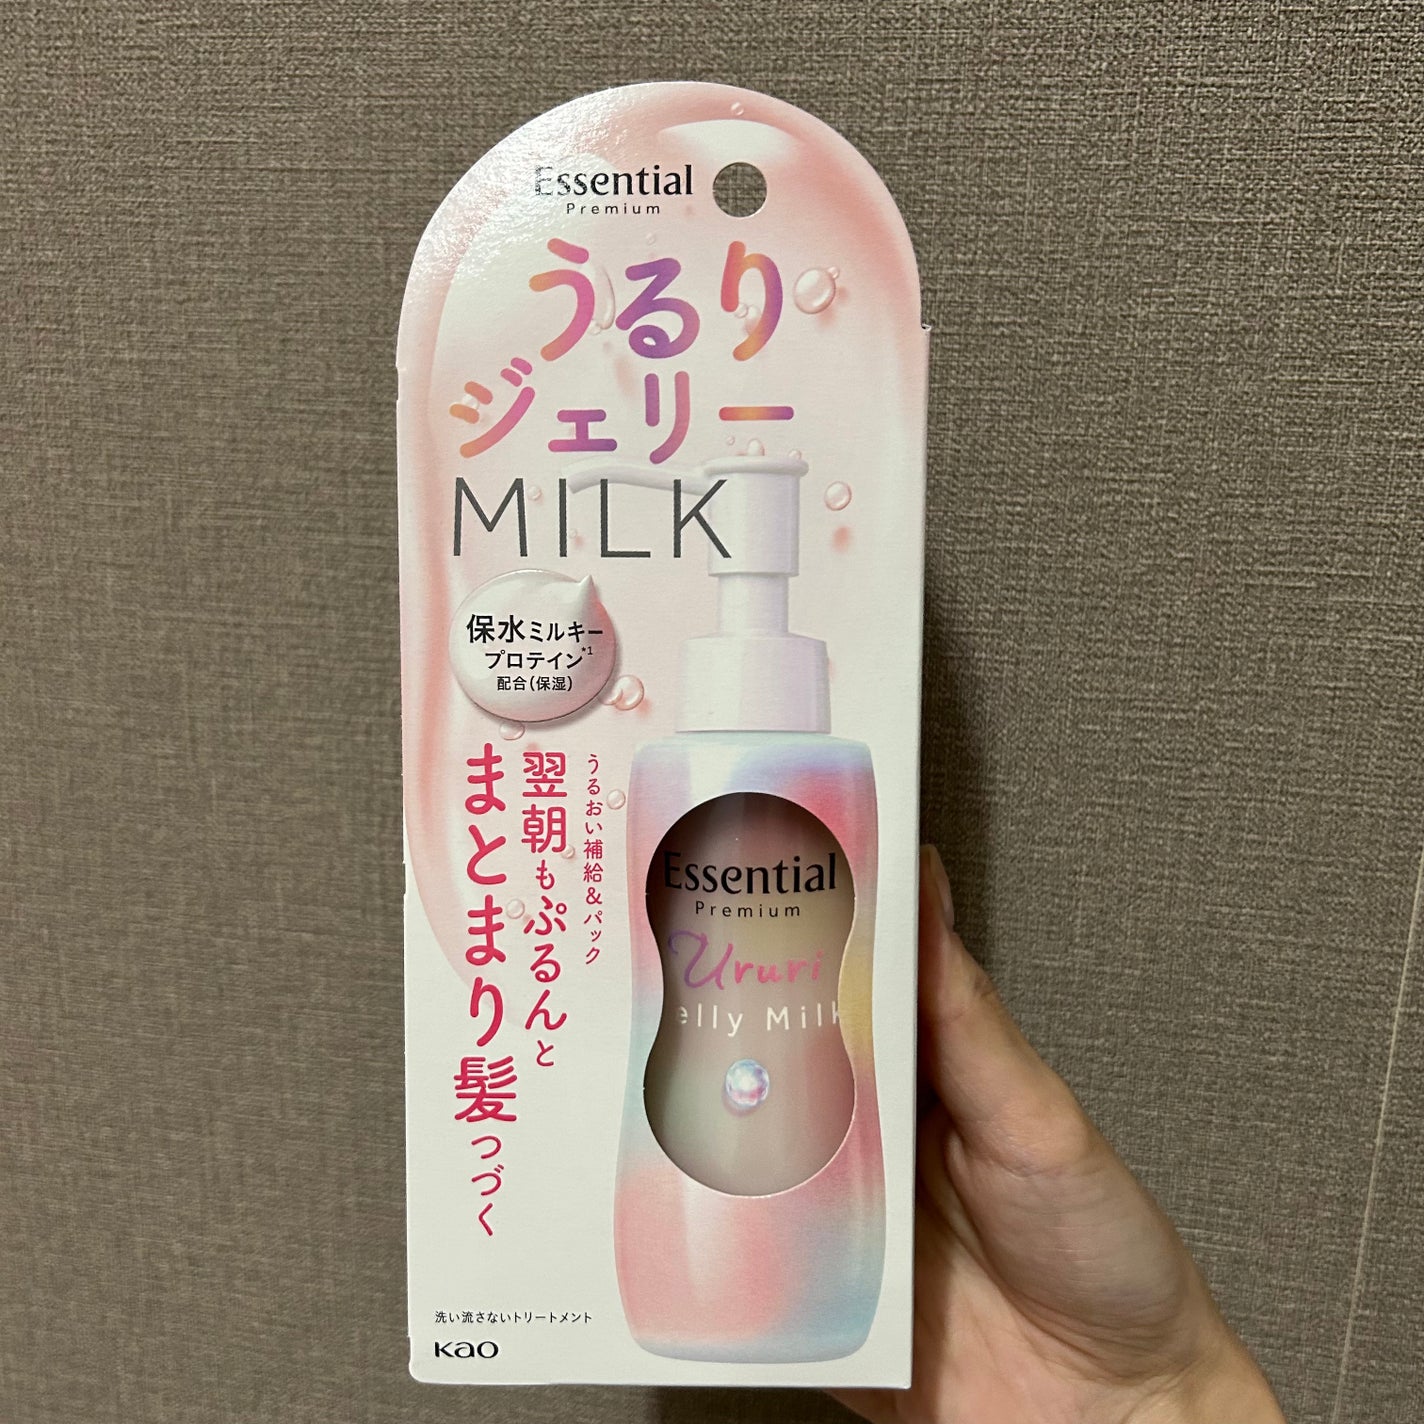 Essential
Premium
うるり
ジェリー
MILK
保水ミルキー
プロテイン*1
配合(保湿)
うるおい補給&パック
翌朝もぷるんと
まとまり髪つづく
Essential
Premium
Ururi
elly Milk
洗い流さないトリートメント
Kao